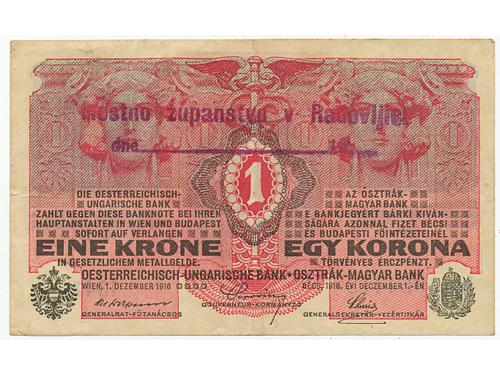 Mestno županstvo v Radovljici
dne 19
1
1
1
DIE OESTERREICHISCH-
UNGARISCHE BANK
ZAHLT GEGEN DIESE BANKNOTE BEI IHREN
HAUPTANSTALTEN IN WIEN UND BUDAPEST
SOFORT AUF VERLANGEN
EINE KRONE
IN GESETZLICHEM METALLGELDE.
AZ OSZTRÁK-
MAGYAR BANK
E BANKJEGYÉRT BÁRKI KIVÁN-
SÁGÁRA AZONNAL FIZET BÉCSI
ÉS BUDAPESTI FŐINTÉZETEINÉL
EGY KORONA
TÖRVÉNYES ÉRCZPÉNZT.
OESTERREICHISCH-UNGARISCHE BANK • OSZTRÁK-MAGYAR BANK
WIEN, 1. DEZEMBER 1916
BÉCS, 1916. ÉVI DECZEMBER 1.-ÉN
GENERALRAT-FŐTANÁCSOS
GOUVERNEUR-KORMÁNYZÓ
GENERALSEKRETÄR-VEZÉRTITKÁR